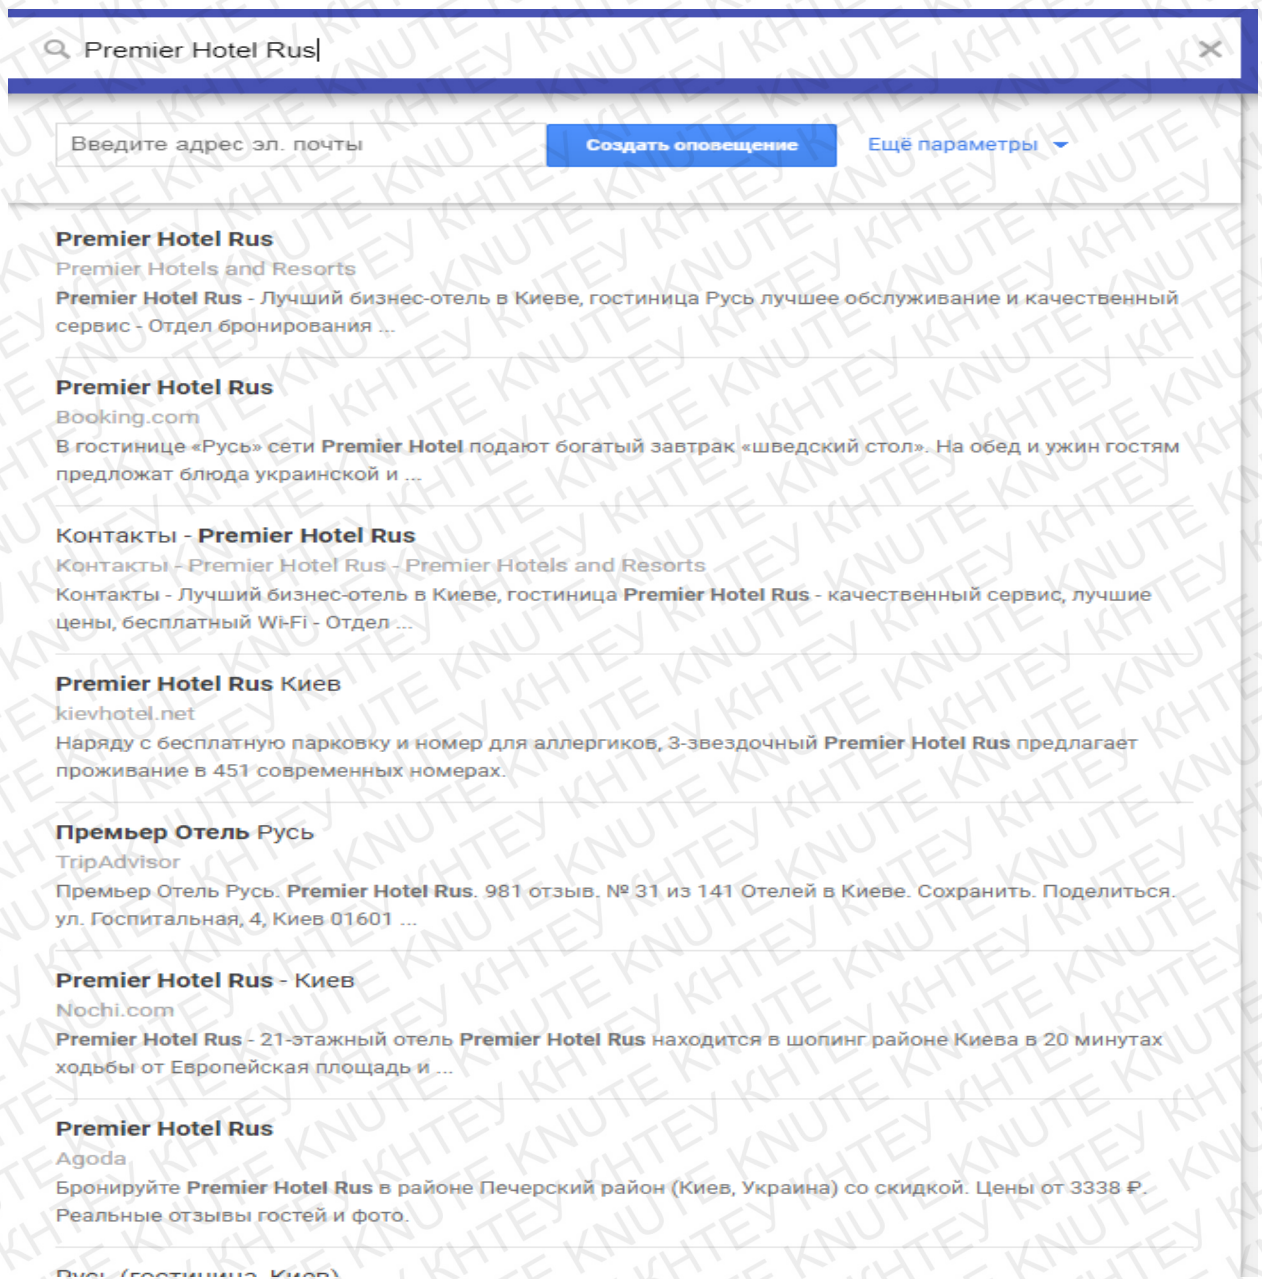 Premier Hotel Rus
Введите адрес эл. почты
Создать оповещение
Ещё параметры
Premier Hotel Rus
Premier Hotels and Resorts
Premier Hotel Rus - Лучший бизнес-отель в Киеве, гостиница Русь лучшее обслуживание и качественный
сервис - Отдел бронирования ...
Premier Hotel Rus
Booking.com
В гостинице «Русь» сети Premier Hotel подают богатый завтрак «шведский стол». На обед и ужин гостям
предложат блюда украинской и ...
Контакты - Premier Hotel Rus
Контакты - Premier Hotel Rus - Premier Hotels and Resorts
Контакты - Лучший бизнес-отель в Киеве, гостиница Premier Hotel Rus - качественный сервис, лучшие
цены, бесплатный Wi-Fi - Отдел ...
Premier Hotel Rus Киев
kievhotel.net
Наряду с бесплатную парковку и номер для аллергиков, 3-звездочный Premier Hotel Rus предлагает
проживание в 451 современных номерах.
Премьер Отель Русь
TripAdvisor
Премьер Отель Русь. Premier Hotel Rus. 981 отзыв. № 31 из 141 Отелей в Киеве. Сохранить. Поделиться.
ул. Госпитальная, 4, Киев 01601 ...
Premier Hotel Rus - Киев
Nochi.com
Premier Hotel Rus - 21-этажный отель Premier Hotel Rus находится в шопинг районе Киева в 20 минутах
ходьбы от Европейская площадь и ...
Premier Hotel Rus
Agoda
Бронируйте Premier Hotel Rus в районе Печерский район (Киев, Украина) со скидкой. Цены от 3338 ₽.
Реальные отзывы гостей и фото.
Русь (гостиница, Киев)